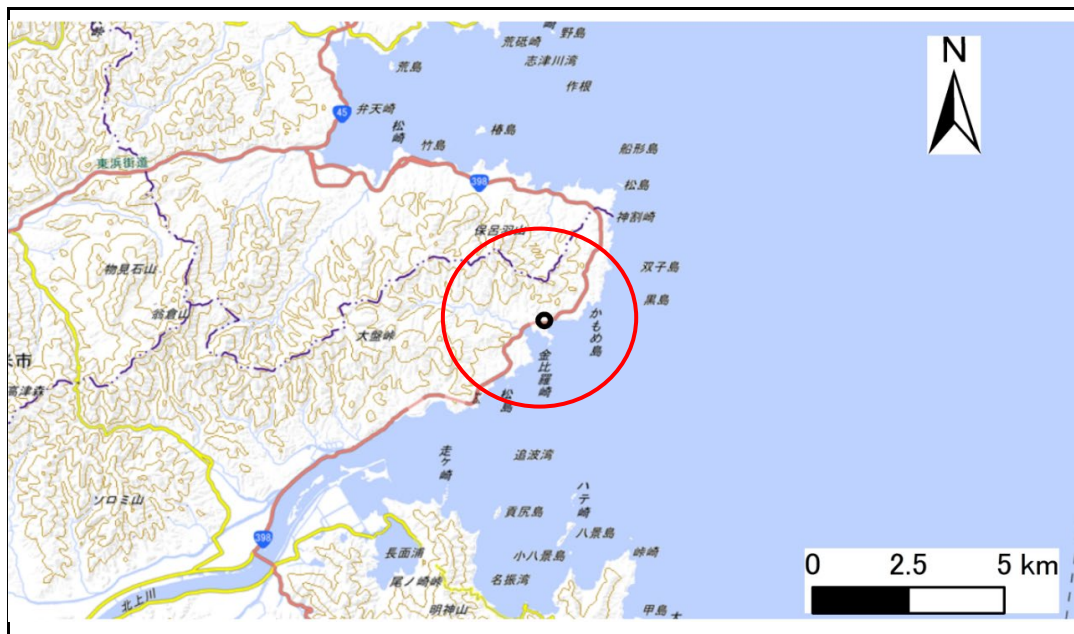 野島
荒砥崎
志津川湾
N
荒島
作根
45
弁天崎
松崎
椿島
竹島
船形島
東浜街道
398
松島
神割崎
保呂羽山
双子島
物見石山
黒島
翁倉山
かもめ島
大盤峠
米市
金比羅崎
高津森
松島
追波湾
走ヶ崎
ハテ崎
ソロミ山
貢尻島
八景島
398
長面浦
小八景島
峠崎
0 2.5 5 km
尾ノ崎峠
名振湾
北上川
明神山
甲島